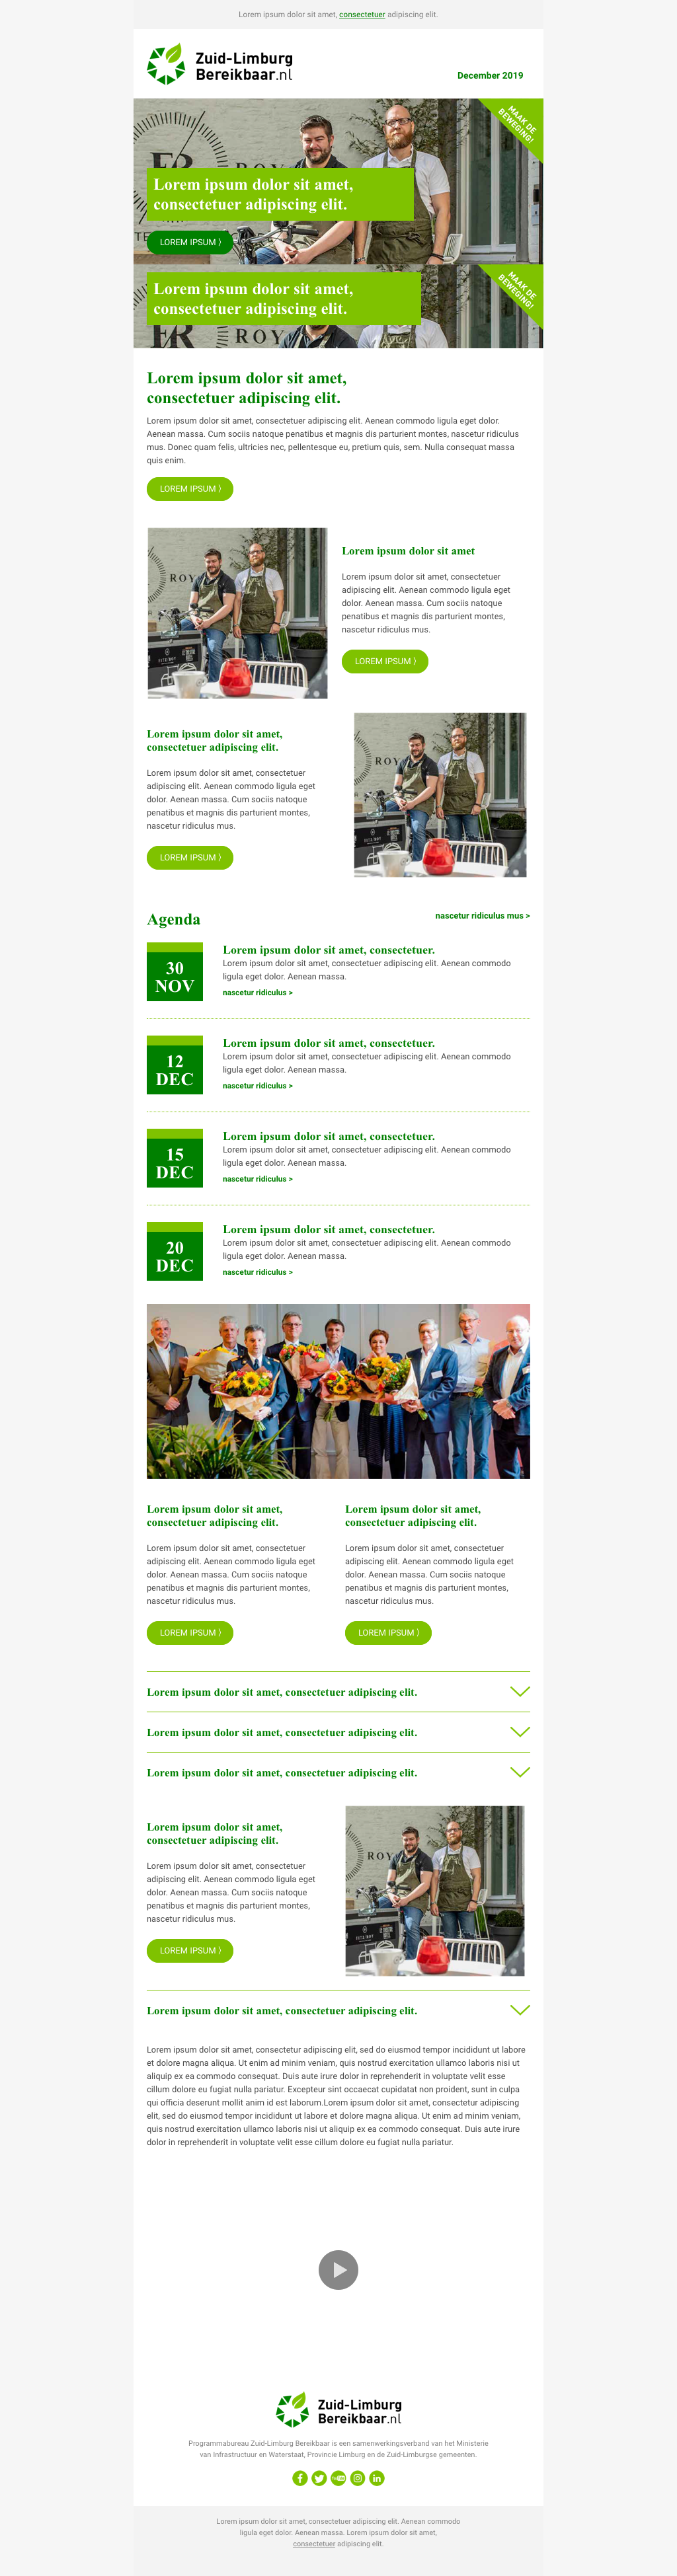 Lorem ipsum dolor sit amet, consectetuer adipiscing elit.
Zuid-Limburg
Bereikbaar.nl
December 2019
MAAK DE
BEWEGING!
ROY
Lorem ipsum dolor sit amet,
consectetuer adipiscing elit.
LOREM IPSUM 〉
MAAK DE
BEWEGING!
Lorem ipsum dolor sit amet,
consectetuer adipiscing elit.
ROY
Lorem ipsum dolor sit amet,
consectetuer adipiscing elit.
Lorem ipsum dolor sit amet, consectetuer adipiscing elit. Aenean commodo ligula eget dolor.
Aenean massa. Cum sociis natoque penatibus et magnis dis parturient montes, nascetur ridiculus
mus. Donec quam felis, ultricies nec, pellentesque eu, pretium quis, sem. Nulla consequat massa
quis enim.
LOREM IPSUM 〉
ROY
Lorem ipsum dolor sit amet
Lorem ipsum dolor sit amet, consectetuer
adipiscing elit. Aenean commodo ligula eget
dolor. Aenean massa. Cum sociis natoque
penatibus et magnis dis parturient montes,
nascetur ridiculus mus.
LOREM IPSUM 〉
Lorem ipsum dolor sit amet,
consectetuer adipiscing elit.
Lorem ipsum dolor sit amet, consectetuer
adipiscing elit. Aenean commodo ligula eget
dolor. Aenean massa. Cum sociis natoque
penatibus et magnis dis parturient montes,
nascetur ridiculus mus.
LOREM IPSUM 〉
ROY
Agenda
nascetur ridiculus mus >
30
NOV
Lorem ipsum dolor sit amet, consectetuer.
Lorem ipsum dolor sit amet, consectetuer adipiscing elit. Aenean commodo
ligula eget dolor. Aenean massa.
nascetur ridiculus >
12
DEC
Lorem ipsum dolor sit amet, consectetuer.
Lorem ipsum dolor sit amet, consectetuer adipiscing elit. Aenean commodo
ligula eget dolor. Aenean massa.
nascetur ridiculus >
15
DEC
Lorem ipsum dolor sit amet, consectetuer.
Lorem ipsum dolor sit amet, consectetuer adipiscing elit. Aenean commodo
ligula eget dolor. Aenean massa.
nascetur ridiculus >
20
DEC
Lorem ipsum dolor sit amet, consectetuer.
Lorem ipsum dolor sit amet, consectetuer adipiscing elit. Aenean commodo
ligula eget dolor. Aenean massa.
nascetur ridiculus >
Lorem ipsum dolor sit amet,
consectetuer adipiscing elit.
Lorem ipsum dolor sit amet, consectetuer
adipiscing elit. Aenean commodo ligula eget
dolor. Aenean massa. Cum sociis natoque
penatibus et magnis dis parturient montes,
nascetur ridiculus mus.
LOREM IPSUM 〉
Lorem ipsum dolor sit amet,
consectetuer adipiscing elit.
Lorem ipsum dolor sit amet, consectetuer
adipiscing elit. Aenean commodo ligula eget
dolor. Aenean massa. Cum sociis natoque
penatibus et magnis dis parturient montes,
nascetur ridiculus mus.
LOREM IPSUM 〉
Lorem ipsum dolor sit amet, consectetuer adipiscing elit.
Lorem ipsum dolor sit amet, consectetuer adipiscing elit.
Lorem ipsum dolor sit amet, consectetuer adipiscing elit.
Lorem ipsum dolor sit amet,
consectetuer adipiscing elit.
Lorem ipsum dolor sit amet, consectetuer
adipiscing elit. Aenean commodo ligula eget
dolor. Aenean massa. Cum sociis natoque
penatibus et magnis dis parturient montes,
nascetur ridiculus mus.
LOREM IPSUM 〉
ROY
Lorem ipsum dolor sit amet, consectetuer adipiscing elit.
Lorem ipsum dolor sit amet, consectetur adipiscing elit, sed do eiusmod tempor incididunt ut labore
et dolore magna aliqua. Ut enim ad minim veniam, quis nostrud exercitation ullamco laboris nisi ut
aliquip ex ea commodo consequat. Duis aute irure dolor in reprehenderit in voluptate velit esse
cillum dolore eu fugiat nulla pariatur. Excepteur sint occaecat cupidatat non proident, sunt in culpa
qui officia deserunt mollit anim id est laborum.Lorem ipsum dolor sit amet, consectetur adipiscing
elit, sed do eiusmod tempor incididunt ut labore et dolore magna aliqua. Ut enim ad minim veniam,
quis nostrud exercitation ullamco laboris nisi ut aliquip ex ea commodo consequat. Duis aute irure
dolor in reprehenderit in voluptate velit esse cillum dolore eu fugiat nulla pariatur.
Zuid-Limburg
Bereikbaar.nl
Programmabureau Zuid-Limburg Bereikbaar is een samenwerkingsverband van het Ministerie
van Infrastructuur en Waterstaat, Provincie Limburg en de Zuid-Limburgse gemeenten.
Lorem ipsum dolor sit amet, consectetuer adipiscing elit. Aenean commodo
ligula eget dolor. Aenean massa. Lorem ipsum dolor sit amet,
consectetuer adipiscing elit.